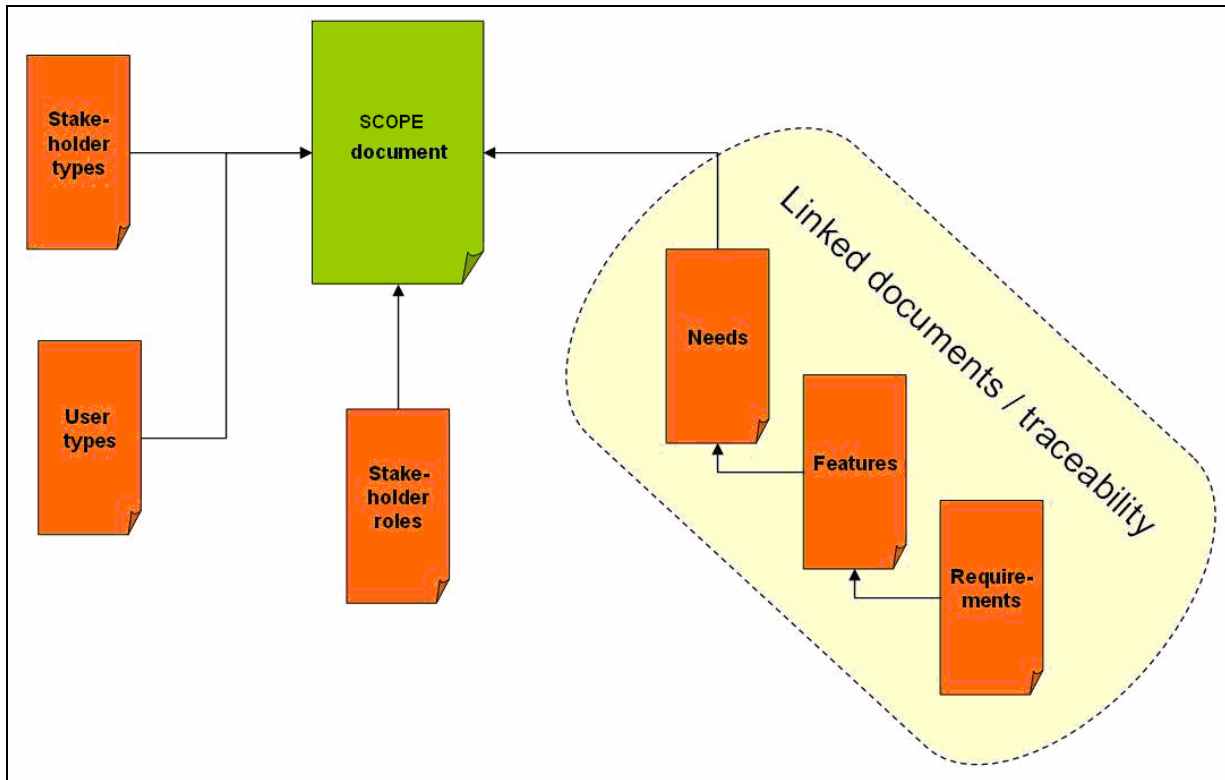 Stake-
holder
types
SCOPE
document
User
types
Stake-
holder
roles
Linked documents / traceability
Needs
Features
Require-
ments